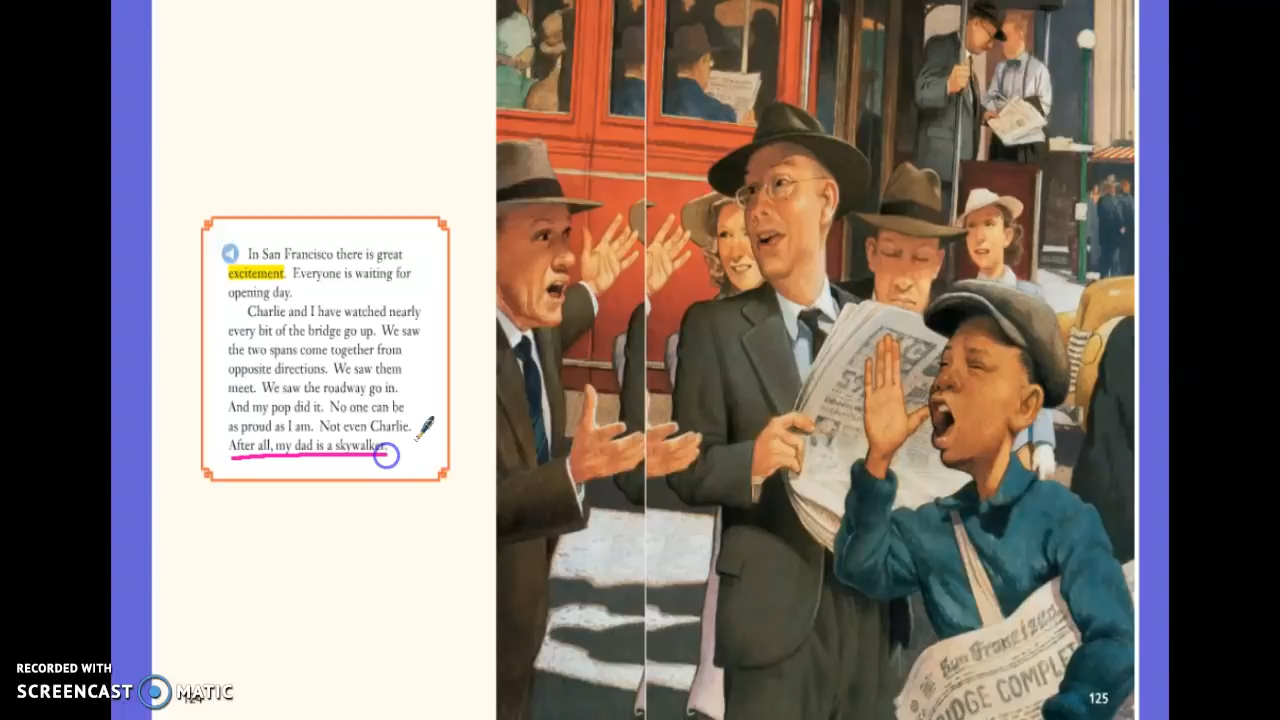 In San Francisco there is great
excitement. Everyone is waiting for
opening day.
Charlie and I have watched nearly
every bit of the bridge go up. We saw
the two spans come together from
opposite directions. We saw them
meet. We saw the roadway go in.
And my pop did it. No one can be
as proud as I am. Not even Charlie.
After all, my dad is a skywalker.
San Francisco
BRIDGE COMPLET
RECORDED WITH
SCREENCAST MATIC
124
125